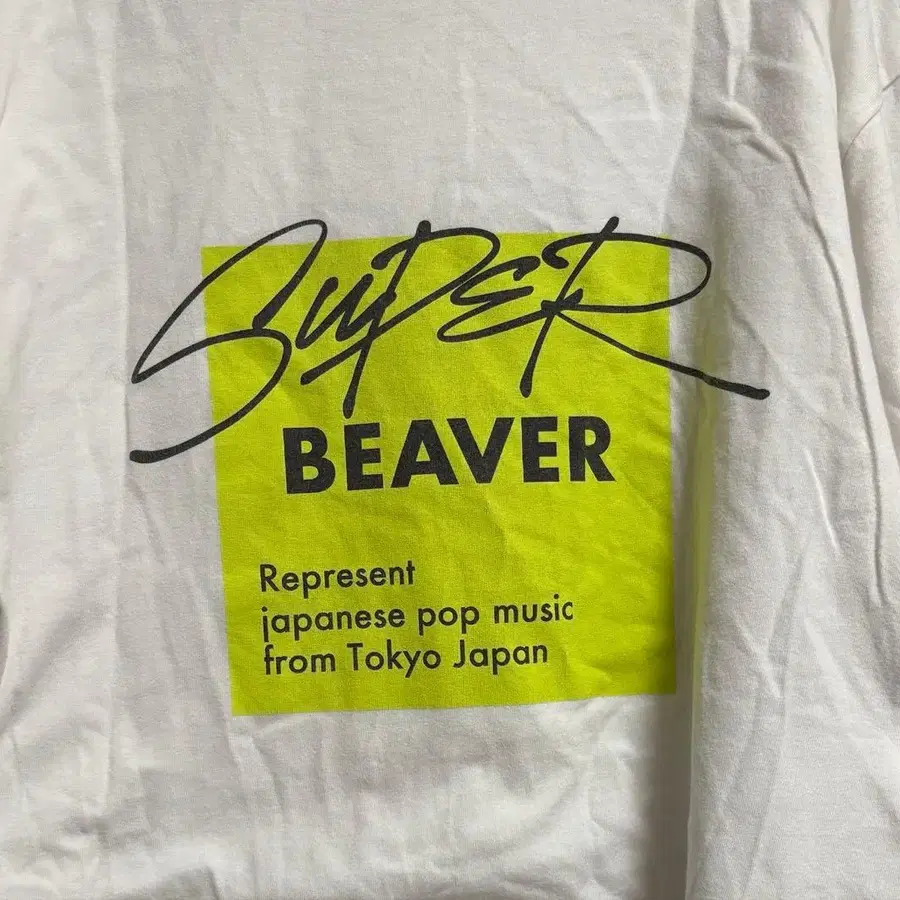 SUPER
BEAVER
Represent
japanese pop music
from Tokyo Japan